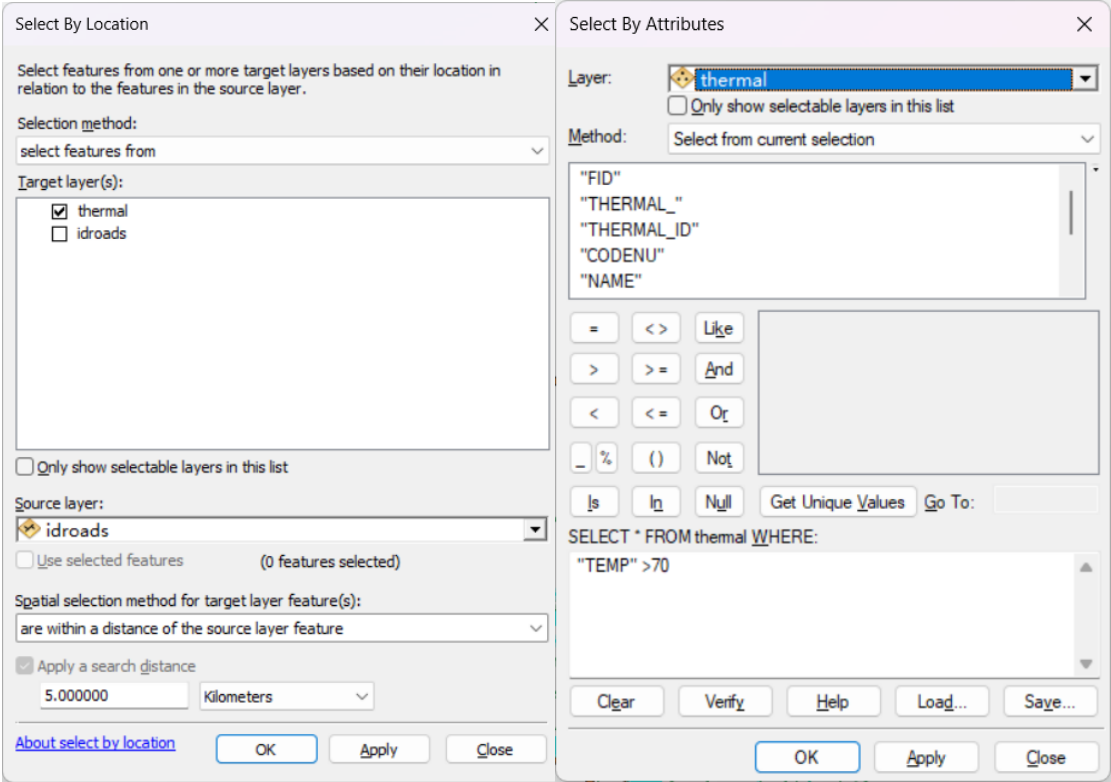 Select By Location
Select features from one or more target layers based on their location in
relation to the features in the source layer.
Selection method:
select features from
Target layer(s):
thermal
idroads
Only show selectable layers in this list
Source layer:
idroads
Use selected features
(0 features selected)
Spatial selection method for target layer feature(s):
are within a distance of the source layer feature
Apply a search distance
5.000000
Kilometers
About select by location
OK
Apply
Close
Select By Attributes
Layer:
thermal
Only show selectable layers in this list
Method:
Select from current selection
"FID"
"THERMAL_"
"THERMAL_ID"
"CODENU"
"NAME"
=
< >
Like
>
> =
And
<
< =
Or
_
%
( )
Not
Is
In
Null
Get Unique Values
Go To:
SELECT * FROM thermal WHERE:
"TEMP" >70
Clear
Verify
Help
Load...
Save...
OK
Apply
Close